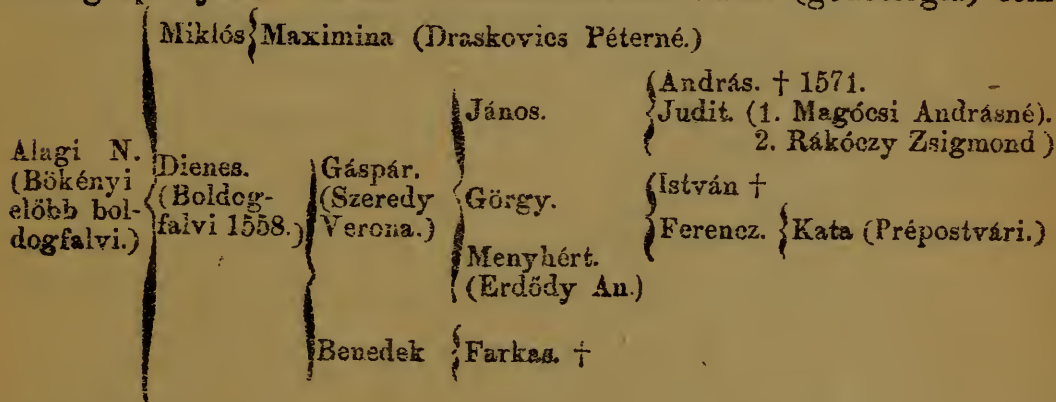 Miklós { Maximina (Draskovics Péterné.)
{ András. † 1571.
{ János. { Judit. (1. Magócsi Andrásné).
2. Rákóczy Zsigmond)
Alagi N. Dienes. Gáspár. { István †
(Bökényi (Boldog- (Szeredy Görgy.
előbb bol- falvi 1558.) Verona.) Ferencz. { Kata (Prépostvári.)
dogfalvi.) Menyhért.
(Erdődy An.)
Benedek { Farkas. †